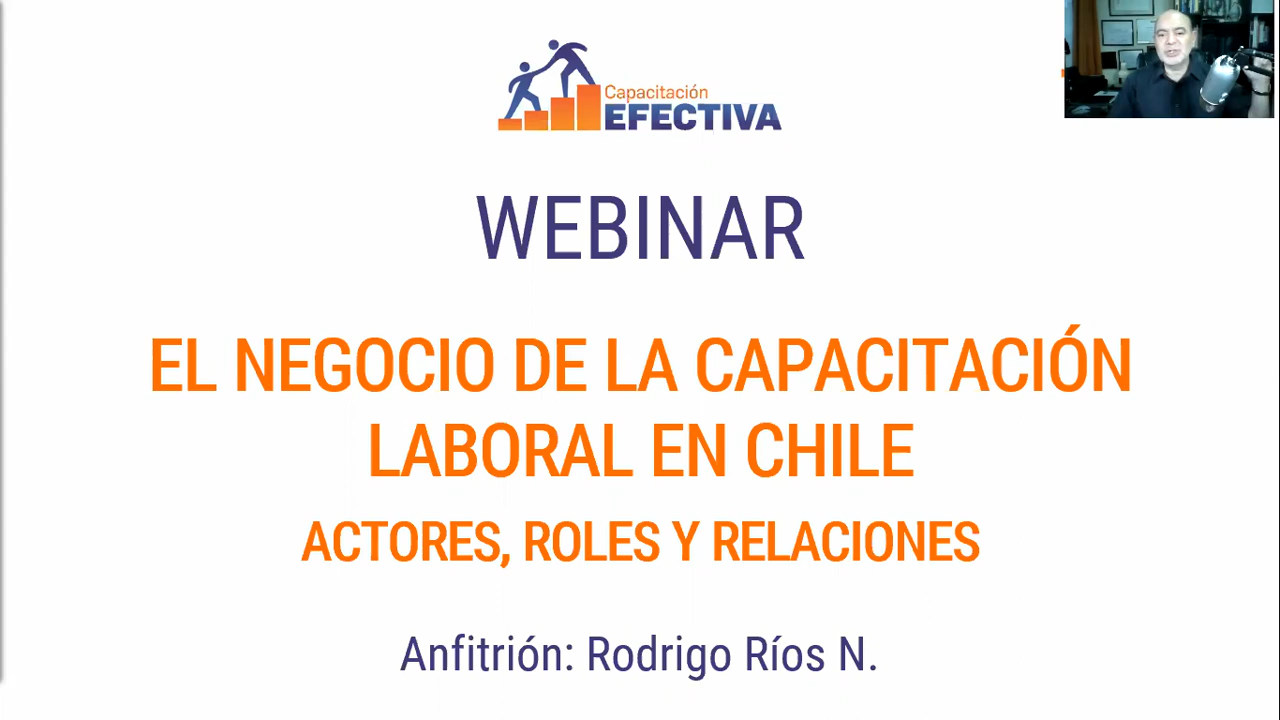 Capacitación
EFECTIVA
WEBINAR
EL NEGOCIO DE LA CAPACITACIÓN
LABORAL EN CHILE
ACTORES, ROLES Y RELACIONES
Anfitrión: Rodrigo Ríos N.